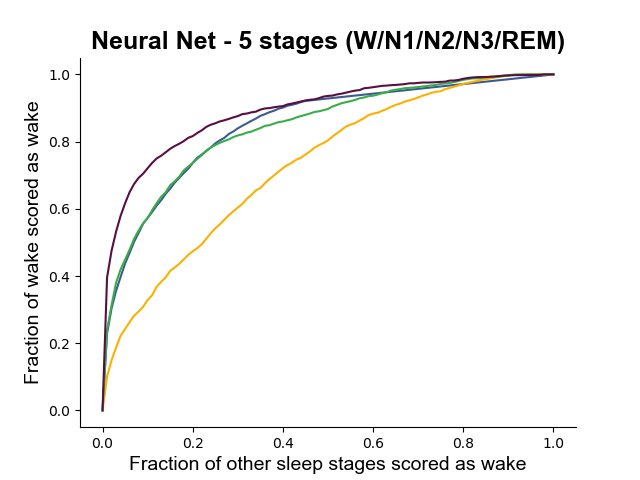 Neural Net - 5 stages (W/N1/N2/N3/REM)
1.0
0.8
0.6
0.4
0.2
0.0
Fraction of wake scored as wake
0.0 0.2 0.4 0.6 0.8 1.0
Fraction of other sleep stages scored as wake